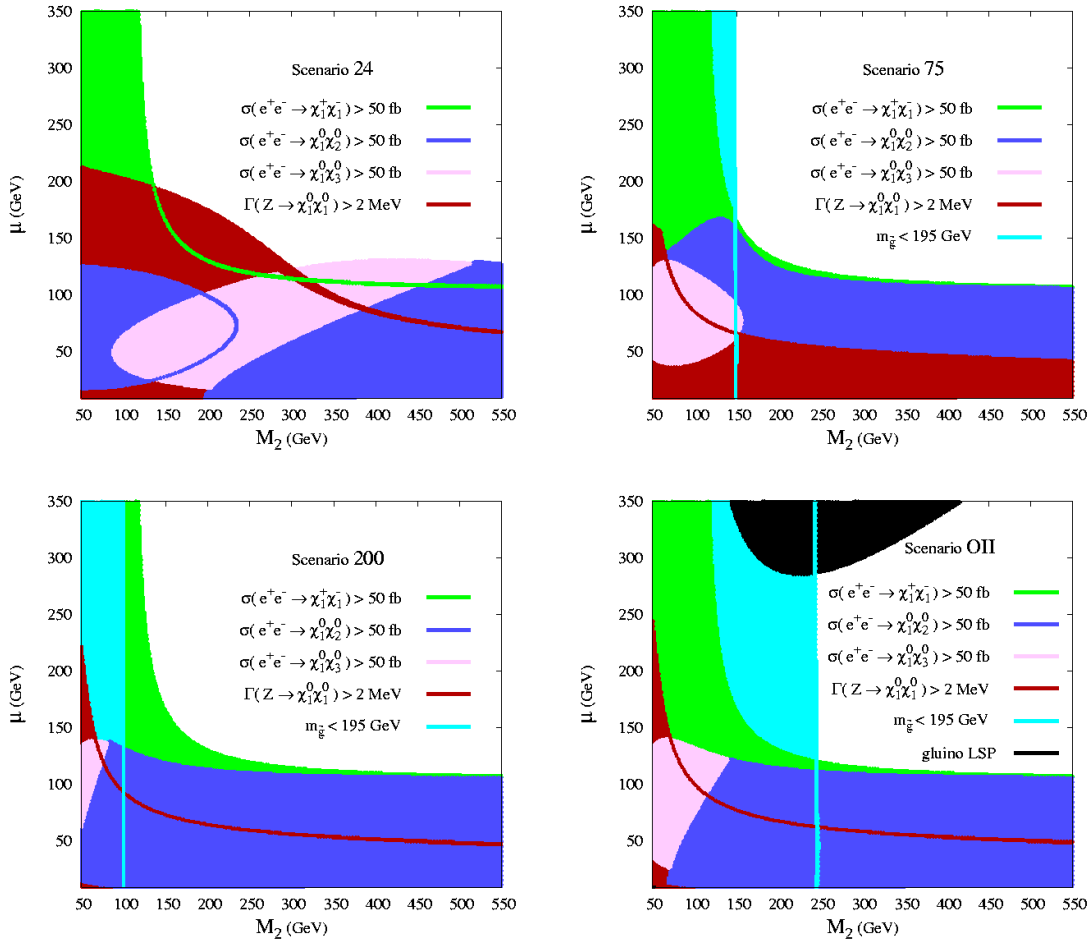 350
300
250
200
150
100
50
μ (GeV)
Scenario 24
σ( e⁺e⁻ → χ₁⁺χ₁⁻) > 50 fb
σ( e⁺e⁻ → χ₁⁰χ₂⁰) > 50 fb
σ( e⁺e⁻ → χ₁⁰χ₃⁰) > 50 fb
Γ( Z → χ₁⁰χ₁⁰) > 2 MeV
50 100 150 200 250 300 350 400 450 500 550
M₂ (GeV)
350
300
250
200
150
100
50
μ (GeV)
Scenario 75
σ( e⁺e⁻ → χ₁⁺χ₁⁻) > 50 fb
σ( e⁺e⁻ → χ₁⁰χ₂⁰) > 50 fb
σ( e⁺e⁻ → χ₁⁰χ₃⁰) > 50 fb
Γ( Z → χ₁⁰χ₁⁰) > 2 MeV
m_g̃ < 195 GeV
50 100 150 200 250 300 350 400 450 500 550
M₂ (GeV)
350
300
250
200
150
100
50
μ (GeV)
Scenario 200
σ( e⁺e⁻ → χ₁⁺χ₁⁻) > 50 fb
σ( e⁺e⁻ → χ₁⁰χ₂⁰) > 50 fb
σ( e⁺e⁻ → χ₁⁰χ₃⁰) > 50 fb
Γ( Z → χ₁⁰χ₁⁰) > 2 MeV
m_g̃ < 195 GeV
50 100 150 200 250 300 350 400 450 500 550
M₂ (GeV)
350
300
250
200
150
100
50
μ (GeV)
Scenario OII
σ( e⁺e⁻ → χ₁⁺χ₁⁻) > 50 fb
σ( e⁺e⁻ → χ₁⁰χ₂⁰) > 50 fb
σ( e⁺e⁻ → χ₁⁰χ₃⁰) > 50 fb
Γ( Z → χ₁⁰χ₁⁰) > 2 MeV
m_g̃ < 195 GeV
gluino LSP
50 100 150 200 250 300 350 400 450 500 550
M₂ (GeV)